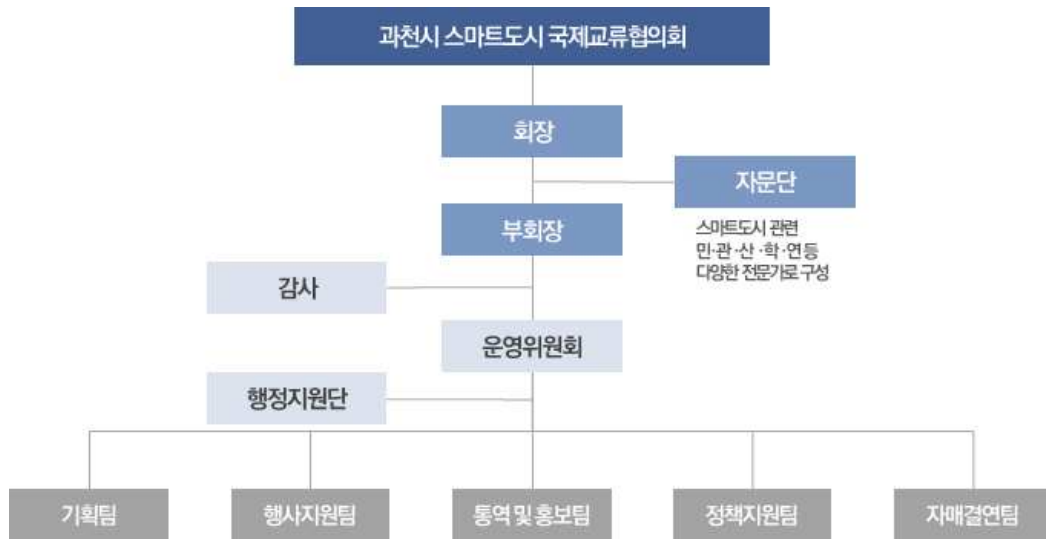 과천시 스마트도시 국제교류협의회
회장
자문단
스마트도시 관련
민·관·산·학·연등
다양한 전문가로 구성
부회장
감사
운영위원회
행정지원단
기획팀
행사지원팀
통역 및 홍보팀
정책지원팀
자매결연팀